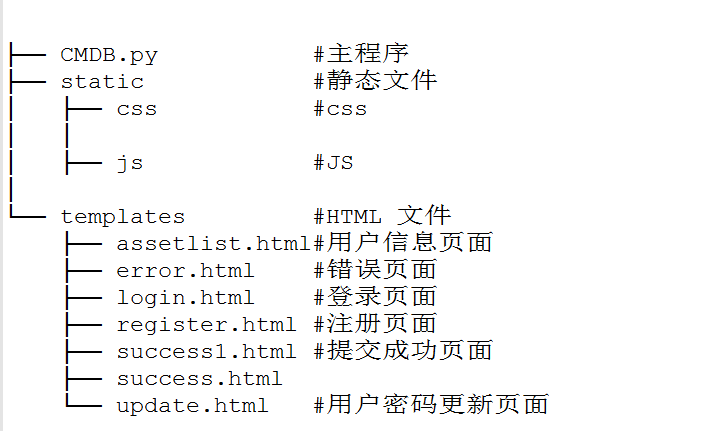 ├── CMDB.py           #主程序
├── static            #静态文件
│   ├── css           #css
│   │
│   ├── js            #JS
│
└── templates         #HTML 文件
    ├── assetlist.html#用户信息页面
    ├── error.html    #错误页面
    ├── login.html    #登录页面
    ├── register.html #注册页面
    ├── success1.html #提交成功页面
    ├── success.html
    └── update.html   #用户密码更新页面